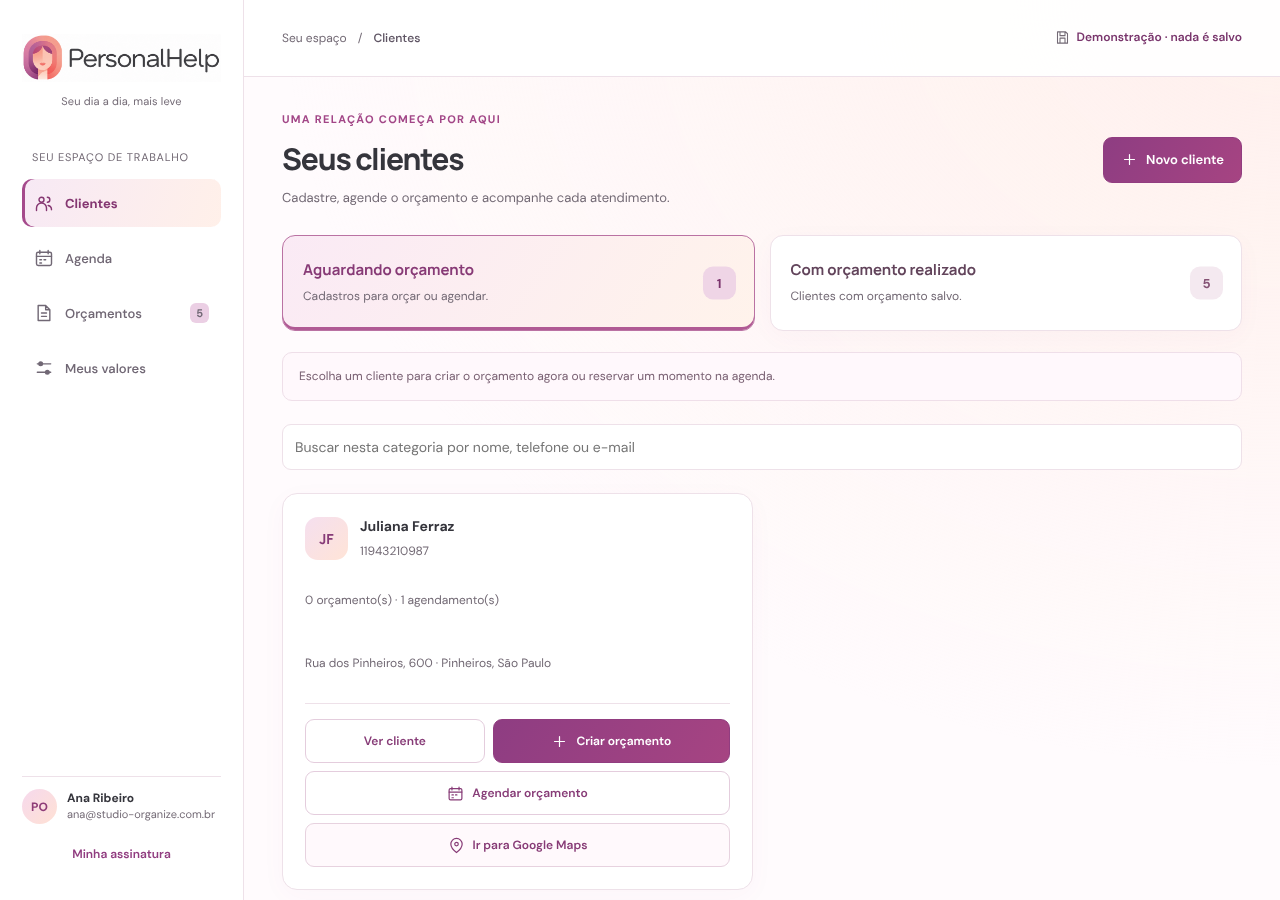 PersonalHelp
Seu dia a dia, mais leve
SEU ESPAÇO DE TRABALHO
Clientes
Agenda
Orçamentos 5
Meus valores
Ana Ribeiro
PO
ana@studio-organize.com.br
Minha assinatura
Seu espaço / Clientes
Demonstração · nada é salvo
UMA RELAÇÃO COMEÇA POR AQUI
Seus clientes
Novo cliente
Cadastre, agende o orçamento e acompanhe cada atendimento.
Aguardando orçamento
Cadastros para orçar ou agendar.
1
Com orçamento realizado
Clientes com orçamento salvo.
5
Escolha um cliente para criar o orçamento agora ou reservar um momento na agenda.
Buscar nesta categoria por nome, telefone ou e-mail
JF
Juliana Ferraz
11943210987
0 orçamento(s) · 1 agendamento(s)
Rua dos Pinheiros, 600 · Pinheiros, São Paulo
Ver cliente
Criar orçamento
Agendar orçamento
Ir para Google Maps